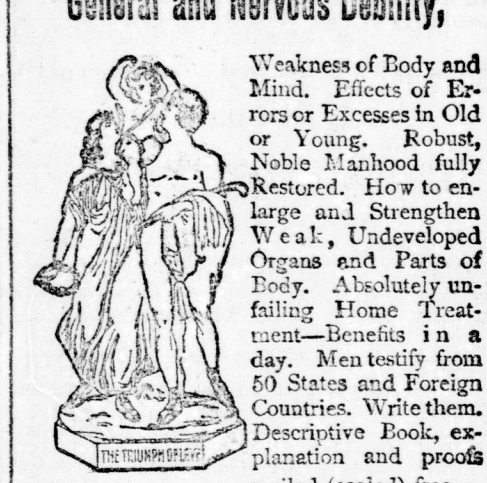 General and Nervous Debility,
Weakness of Body and
Mind. Effects of Er-
rors or Excesses in Old
or Young. Robust,
Noble Manhood fully
Restored. How to en-
large and Strengthen
Weak, Undeveloped
Organs and Parts of
Body. Absolutely un-
failing Home Treat-
ment—Benefits in a
day. Men testify from
50 States and Foreign
Countries. Write them.
Descriptive Book, ex-
planation and proofs
(sealed) free
THE TRIUMPH OF LOVE